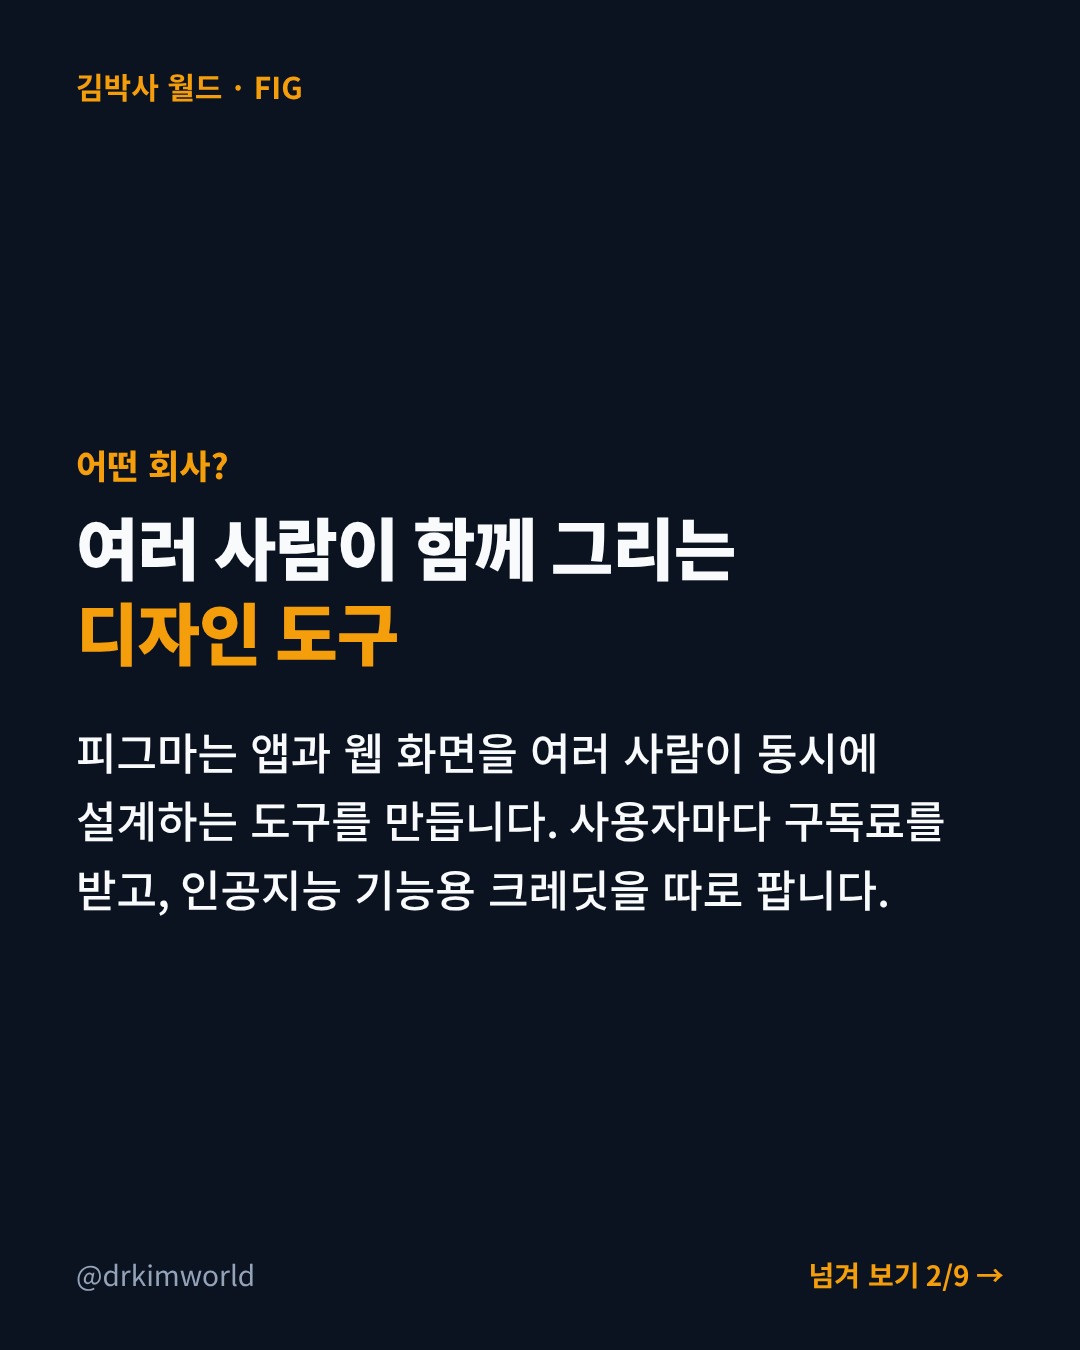 김박사 월드 · FIG
어떤 회사?
여러 사람이 함께 그리는
디자인 도구
피그마는 앱과 웹 화면을 여러 사람이 동시에
설계하는 도구를 만듭니다. 사용자마다 구독료를
받고, 인공지능 기능용 크레딧을 따로 팝니다.
@drkimworld
넘겨 보기 2/9 →